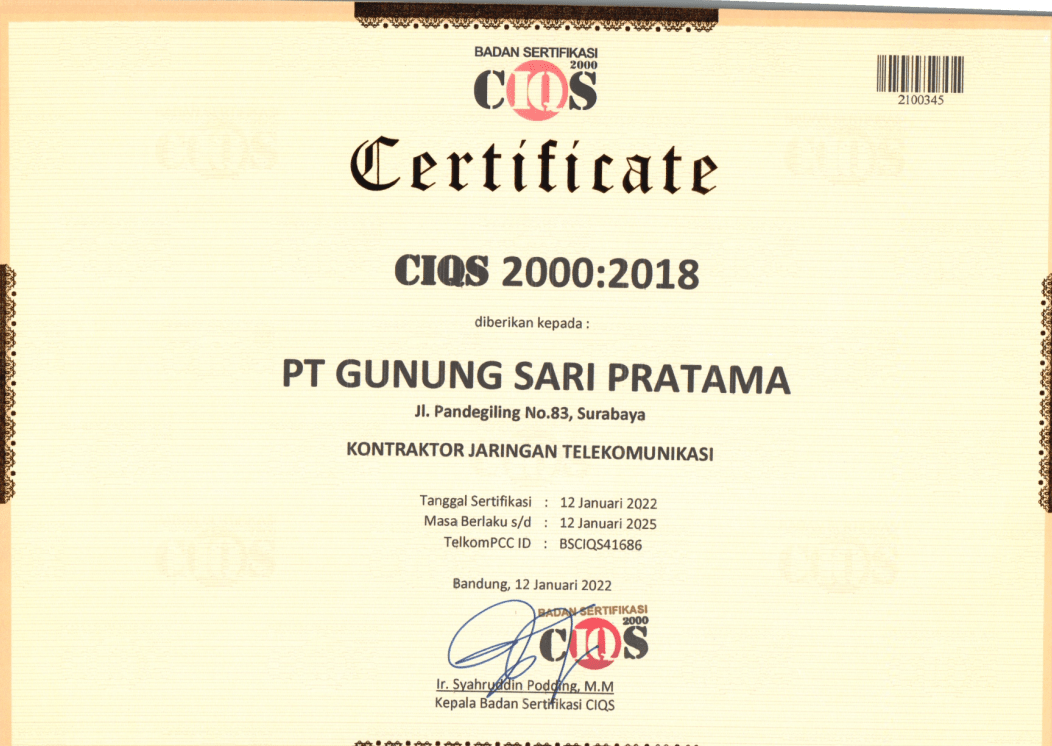 BADAN SERTIFIKASI
2000
CIQS
2100345
Certificate
CIQS 2000:2018
diberikan kepada :
PT GUNUNG SARI PRATAMA
Jl. Pandegiling No.83, Surabaya
KONTRAKTOR JARINGAN TELEKOMUNIKASI
Tanggal Sertifikasi : 12 Januari 2022
Masa Berlaku s/d : 12 Januari 2025
TelkomPCC ID : BSCIQS41686
Bandung, 12 Januari 2022
BADAN SERTIFIKASI
2000
CIQS
Ir. Syahruddin Podding, M.M
Kepala Badan Sertifikasi CIQS